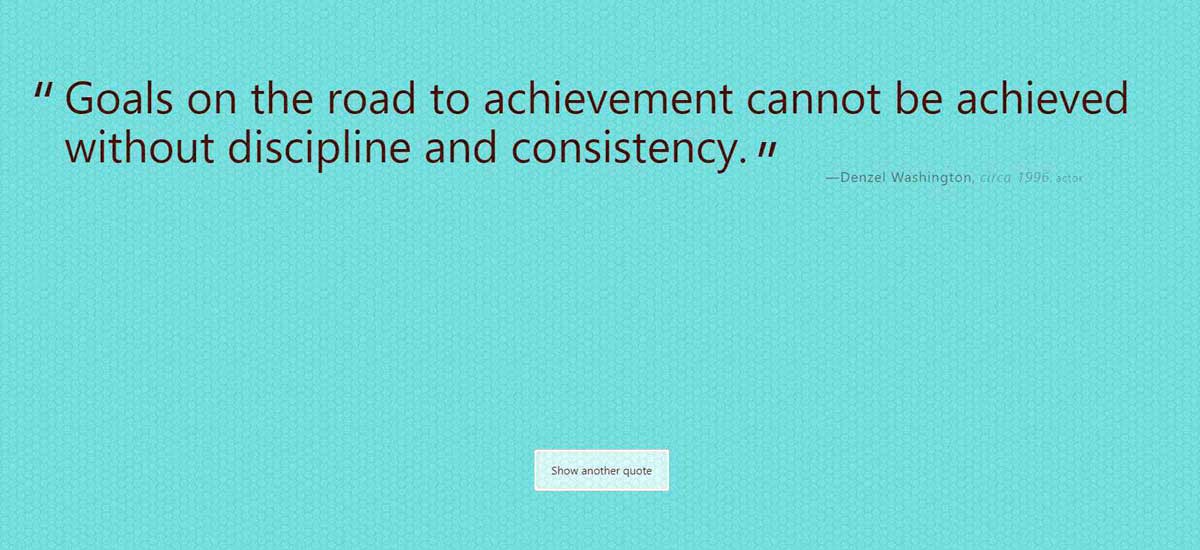 “ Goals on the road to achievement cannot be achieved
without discipline and consistency. ”
—Denzel Washington, circa 1996, actor
Show another quote